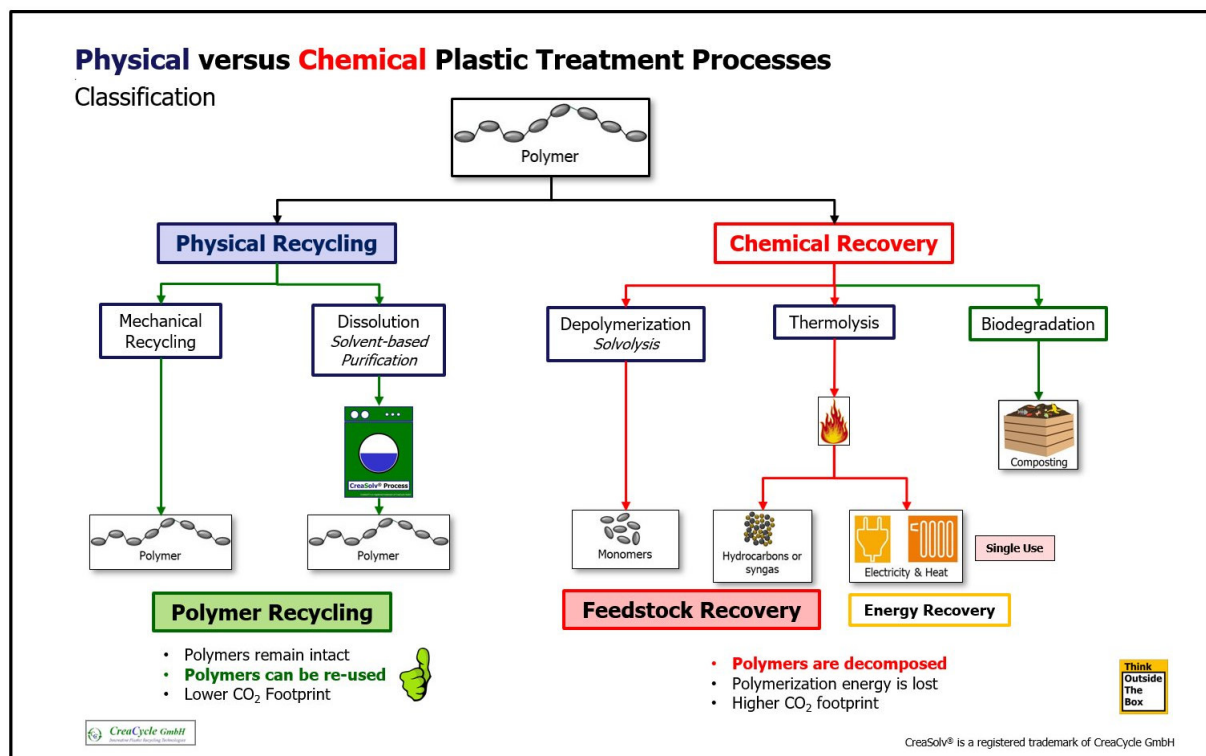 Physical versus Chemical Plastic Treatment Processes
Classification
Polymer
Physical Recycling
Chemical Recovery
Mechanical
Recycling
Dissolution
Solvent-based
Purification
Depolymerization
Solvolysis
Thermolysis
Biodegradation
CreaSolv® Process
Composting
Polymer
Polymer
Monomers
Hydrocarbons or
syngas
Electricity & Heat
Single Use
Polymer Recycling
Feedstock Recovery
Energy Recovery
• Polymers remain intact
• Polymers can be re-used
• Lower CO₂ Footprint
• Polymers are decomposed
• Polymerization energy is lost
• Higher CO₂ footprint
Think
Outside
The
Box
CreaCycle GmbH
CreaSolv® is a registered trademark of CreaCycle GmbH